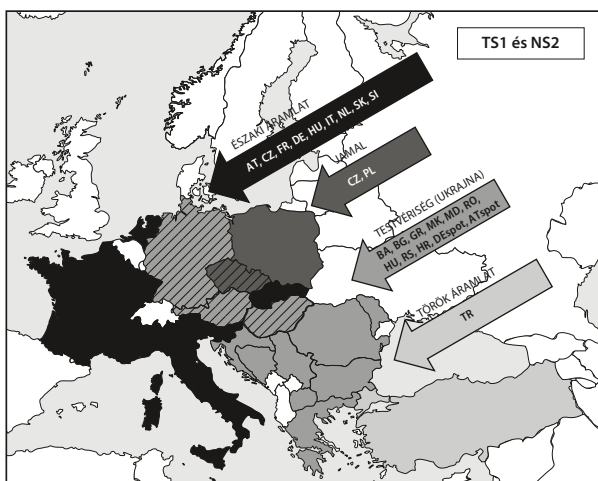 TS1 és NS2
ÉSZAKI ÁRAMLAT
AT, CZ, FR, DE, HU, IT, NL, SK, SI
JAMAL
CZ, PL
TESTVÉRISÉG (UKRAJNA)
BA, BG, GR, MK, MD, RO,
HU, RS, HR, DEspot, ATspot
TÖRÖK ÁRAMLAT
TR